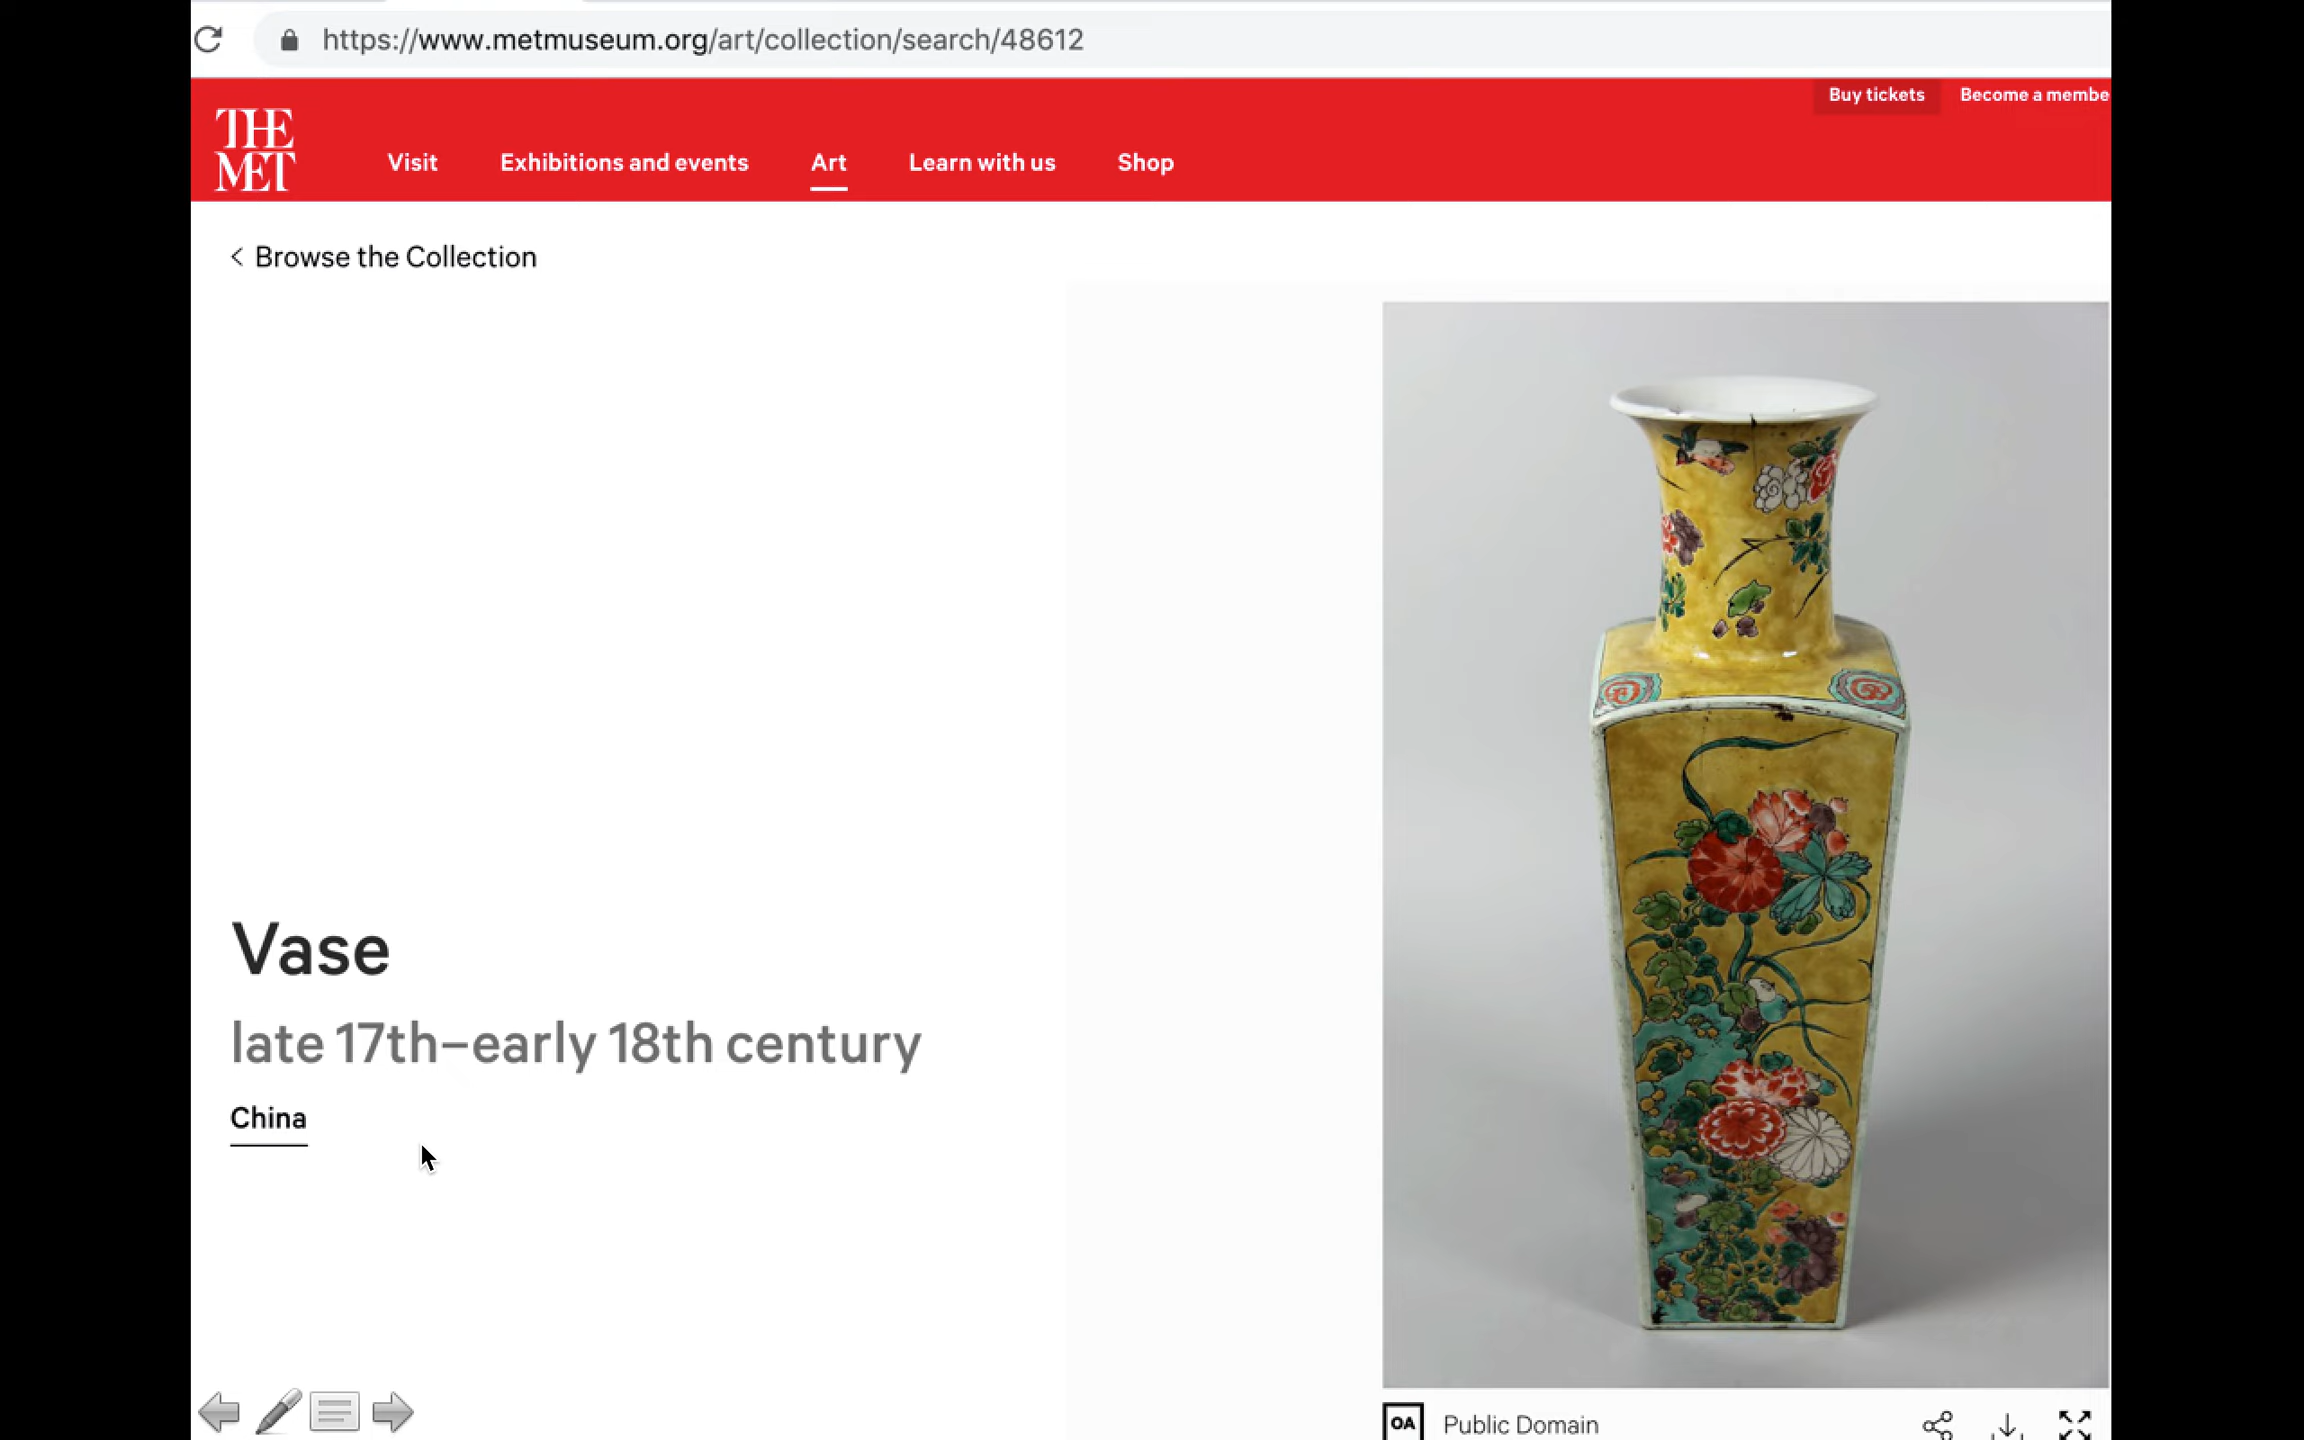 https://www.metmuseum.org/art/collection/search/48612
Buy tickets Become a membe
THE
MET
Visit Exhibitions and events Art Learn with us Shop
< Browse the Collection
Vase
late 17th–early 18th century
China
OA Public Domain